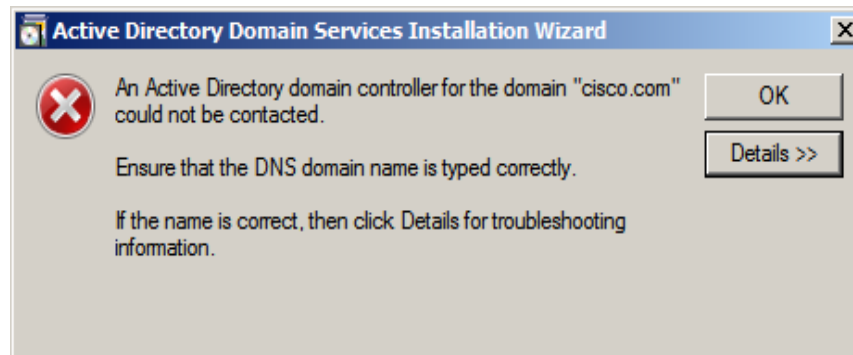 Active Directory Domain Services Installation Wizard
An Active Directory domain controller for the domain "cisco.com"
could not be contacted.
Ensure that the DNS domain name is typed correctly.
If the name is correct, then click Details for troubleshooting
information.
OK
Details >>